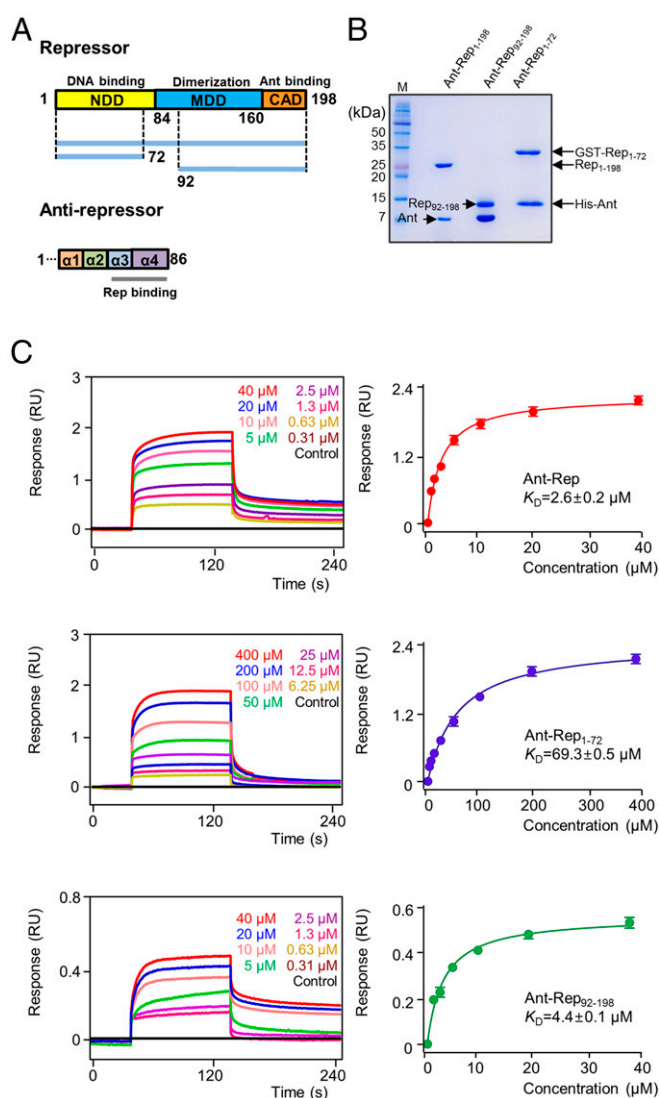 A
Repressor
DNA binding Dimerization Ant binding
1 NDD MDD CAD 198
84 160
72
92
Anti-repressor
1··· α1 α2 α3 α4 86
Rep binding
B
Ant-Rep1-198
Ant-Rep92-198
Ant-Rep1-72
M
(kDa)
50
35
25
20
15
7
GST-Rep1-72
Rep1-198
Rep92-198
His-Ant
Ant
C
Response (RU)
3
2
1
0
40 µM 2.5 µM
20 µM 1.3 µM
10 µM 0.63 µM
5 µM 0.31 µM
Control
0 120 240
Time (s)
Response (RU)
2.4
1.2
0
Ant-Rep
KD=2.6±0.2 µM
0 10 20 30 40
Concentration (µM)
Response (RU)
3
2
1
0
400 µM 25 µM
200 µM 12.5 µM
100 µM 6.25 µM
50 µM Control
0 120 240
Time (s)
Response (RU)
2.4
1.2
0
Ant-Rep1-72
KD=69.3±0.5 µM
0 100 200 300 400
Concentration (µM)
Response (RU)
0.8
0.4
0
40 µM 2.5 µM
20 µM 1.3 µM
10 µM 0.63 µM
5 µM 0.31 µM
Control
0 120 240
Time (s)
Response (RU)
0.6
0.4
0.2
0
Ant-Rep92-198
KD=4.4±0.1 µM
0 10 20 30 40
Concentration (µM)